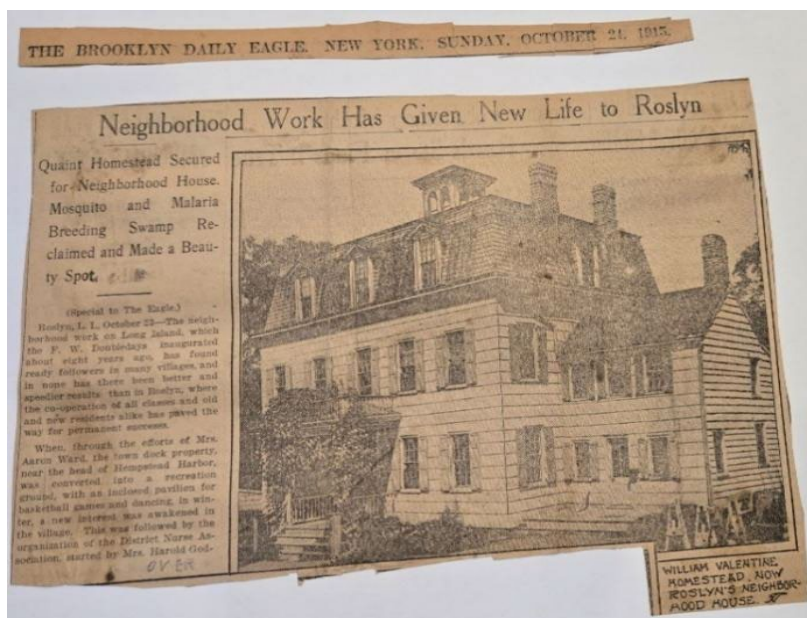 THE BROOKLYN DAILY EAGLE. NEW YORK. SUNDAY. OCTOBER 24, 1915.
Neighborhood Work Has Given New Life to Roslyn
Quaint Homestead Secured
for Neighborhood House.
Mosquito and Malaria
Breeding Swamp Re-
claimed and Made a Beau-
ty Spot.
(Special to The Eagle.)
Roslyn, L. I., October 23—The neigh-
borhood work on Long Island, which
the F. W. Doubledays inaugurated
about eight years ago, has found
ready followers in many villages, and
in none has there been better and
speedier results than in Roslyn, where
the co-operation of all classes and old
and new residents alike has paved the
way for permanent success.
When, through the efforts of Mrs.
Aaron Ward, the town dock property,
near the head of Hempstead Harbor,
was converted into a recreation
ground, with an inclosed pavilion for
basketball games and dancing, in win-
ter, a new interest was awakened in
the village. This was followed by the
organization of the District Nurse As-
sociation, started by Mrs. Harold God-
OVER
WILLIAM VALENTINE
HOMESTEAD, NOW
ROSLYN'S NEIGHBOR-
HOOD HOUSE.